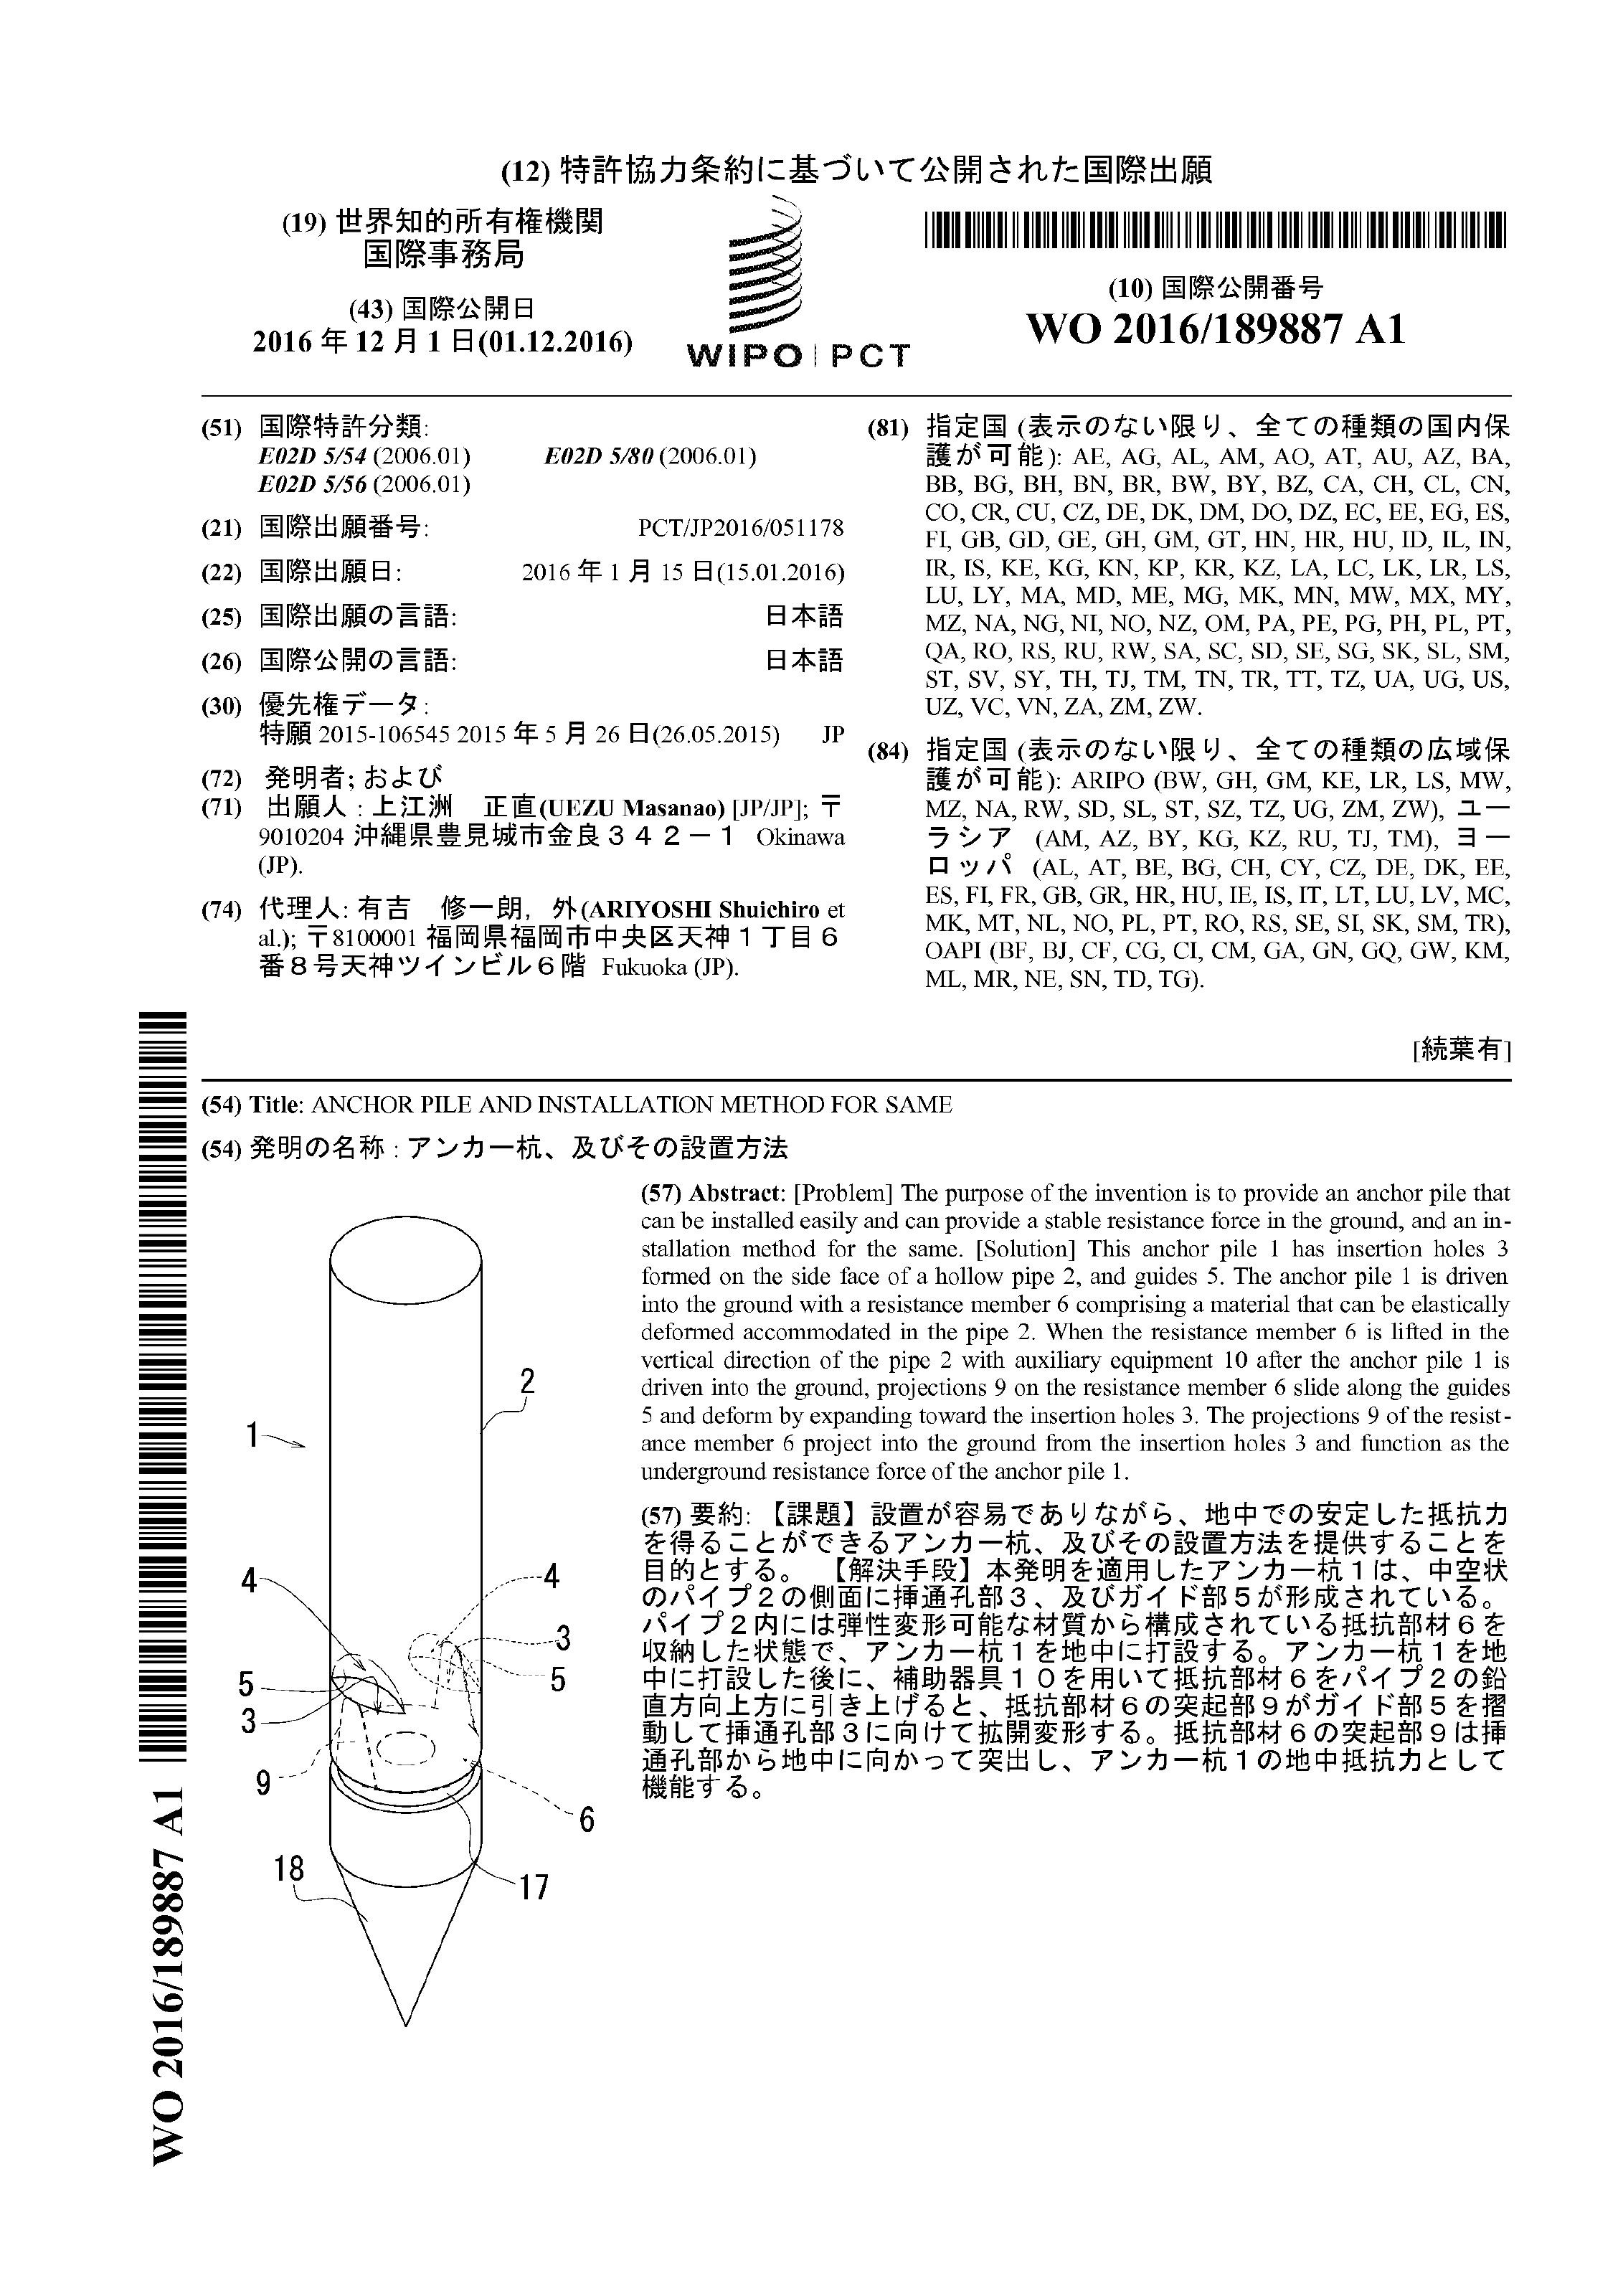 (12) 特許協力条約に基づいて公開された国際出願
(19) 世界知的所有権機関
国際事務局
(43) 国際公開日
2016 年 12 月 1 日(01.12.2016)
WIPO | PCT
(10) 国際公開番号
WO 2016/189887 A1
(51) 国際特許分類:
E02D 5/54 (2006.01) E02D 5/80 (2006.01)
E02D 5/56 (2006.01)
(21) 国際出願番号: PCT/JP2016/051178
(22) 国際出願日: 2016 年 1 月 15 日(15.01.2016)
(25) 国際出願の言語: 日本語
(26) 国際公開の言語: 日本語
(30) 優先権データ:
特願 2015-106545 2015 年 5 月 26 日(26.05.2015) JP
(72) 発明者; および
(71) 出願人 : 上江洲 正直(UEZU Masanao) [JP/JP]; 〒
9010204 沖縄県豊見城市金良３４２－１ Okinawa
(JP).
(74) 代理人: 有吉 修一朗, 外(ARIYOSHI Shuichiro et
al.); 〒8100001 福岡県福岡市中央区天神１丁目６
番８号天神ツインビル６階 Fukuoka (JP).
(81) 指定国 (表示のない限り、全ての種類の国内保
護が可能): AE, AG, AL, AM, AO, AT, AU, AZ, BA,
BB, BG, BH, BN, BR, BW, BY, BZ, CA, CH, CL, CN,
CO, CR, CU, CZ, DE, DK, DM, DO, DZ, EC, EE, EG, ES,
FI, GB, GD, GE, GH, GM, GT, HN, HR, HU, ID, IL, IN,
IR, IS, KE, KG, KN, KP, KR, KZ, LA, LC, LK, LR, LS,
LU, LY, MA, MD, ME, MG, MK, MN, MW, MX, MY,
MZ, NA, NG, NI, NO, NZ, OM, PA, PE, PG, PH, PL, PT,
QA, RO, RS, RU, RW, SA, SC, SD, SE, SG, SK, SL, SM,
ST, SV, SY, TH, TJ, TM, TN, TR, TT, TZ, UA, UG, US,
UZ, VC, VN, ZA, ZM, ZW.
(84) 指定国 (表示のない限り、全ての種類の広域保
護が可能): ARIPO (BW, GH, GM, KE, LR, LS, MW,
MZ, NA, RW, SD, SL, ST, SZ, TZ, UG, ZM, ZW), ユー
ラシア (AM, AZ, BY, KG, KZ, RU, TJ, TM), ヨー
ロッパ (AL, AT, BE, BG, CH, CY, CZ, DE, DK, EE,
ES, FI, FR, GB, GR, HR, HU, IE, IS, IT, LT, LU, LV, MC,
MK, MT, NL, NO, PL, PT, RO, RS, SE, SI, SK, SM, TR),
OAPI (BF, BJ, CF, CG, CI, CM, GA, GN, GQ, GW, KM,
ML, MR, NE, SN, TD, TG).
[続葉有]
(54) Title: ANCHOR PILE AND INSTALLATION METHOD FOR SAME
(54) 発明の名称 : アンカー杭、及びその設置方法
(57) Abstract: [Problem] The purpose of the invention is to provide an anchor pile that
can be installed easily and can provide a stable resistance force in the ground, and an in-
stallation method for the same. [Solution] This anchor pile 1 has insertion holes 3
formed on the side face of a hollow pipe 2, and guides 5. The anchor pile 1 is driven
into the ground with a resistance member 6 comprising a material that can be elastically
deformed accommodated in the pipe 2. When the resistance member 6 is lifted in the
vertical direction of the pipe 2 with auxiliary equipment 10 after the anchor pile 1 is
driven into the ground, projections 9 on the resistance member 6 slide along the guides
5 and deform by expanding toward the insertion holes 3. The projections 9 of the resist-
ance member 6 project into the ground from the insertion holes 3 and function as the
underground resistance force of the anchor pile 1.
(57) 要約: 【課題】設置が容易でありながら、地中での安定した抵抗力
を得ることができるアンカー杭、及びその設置方法を提供することを
目的とする。 【解決手段】本発明を適用したアンカー杭１は、中空状
のパイプ２の側面に挿通孔部３、及びガイド部５が形成されている。
パイプ２内には弾性変形可能な材質から構成されている抵抗部材６を
収納した状態で、アンカー杭１を地中に打設する。アンカー杭１を地
中に打設した後に、補助器具１０を用いて抵抗部材６をパイプ２の鉛
直方向上方に引き上げると、抵抗部材６の突起部９がガイド部５を摺
動して挿通孔部３に向けて拡開変形する。抵抗部材６の突起部９は挿
通孔部から地中に向かって突出し、アンカー杭１の地中抵抗力として
機能する。
2
1
4
4
3
5
5
3
9
6
18
17
WO 2016/189887 A1